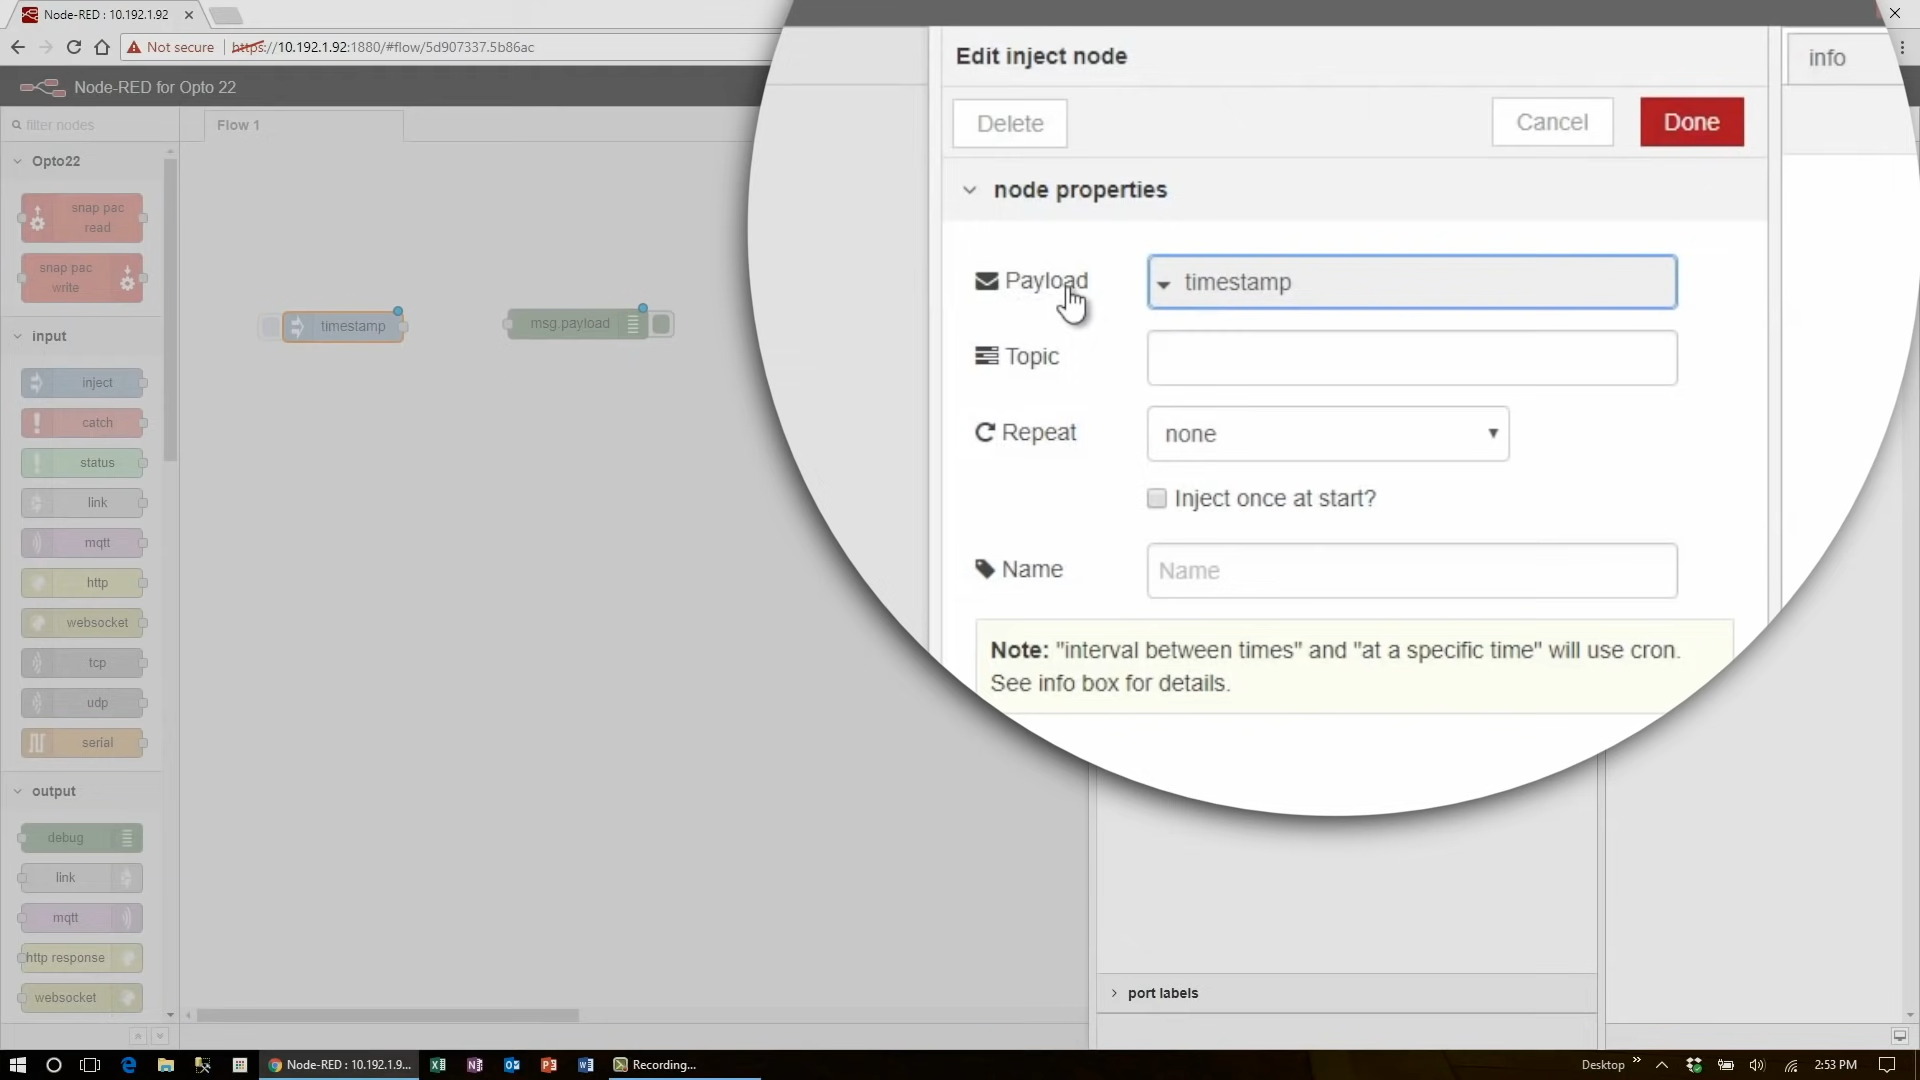 Node-RED : 10.192.1.92
Not secure
https://10.192.1.92:1880/#flow/5d907337.5b86ac
Node-RED for Opto 22
filter nodes
Flow 1
Opto22
snap pac
read
snap pac
write
input
inject
catch
status
link
mqtt
http
websocket
tcp
udp
serial
output
debug
link
mqtt
http response
websocket
timestamp
msg.payload
Edit inject node
info
Delete
Cancel
Done
node properties
Payload
timestamp
Topic
Repeat
none
Inject once at start?
Name
Name
Note: "interval between times" and "at a specific time" will use cron.
See info box for details.
port labels
Node-RED : 10.192.1.9...
Recording...
Desktop
2:53 PM